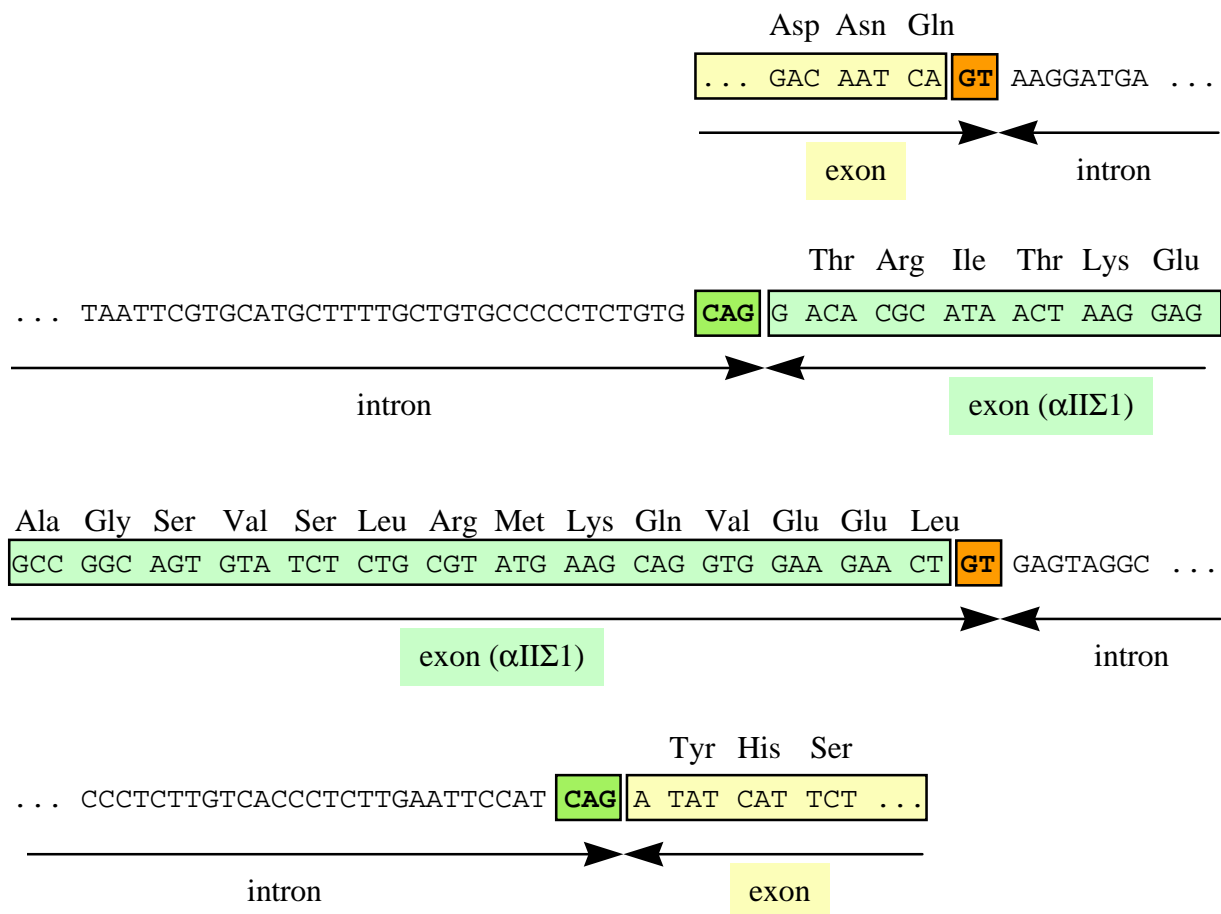 Asp Asn Gln
... GAC AAT CA GT AAGGATGA ...
exon intron
Thr Arg Ile Thr Lys Glu
... TAATTCGTGCATGCTTTTGCTGTGCCCCCTCTGTG CAG G ACA CGC ATA ACT AAG GAG
intron exon (αIIΣ1)
Ala Gly Ser Val Ser Leu Arg Met Lys Gln Val Glu Glu Leu
GCC GGC AGT GTA TCT CTG CGT ATG AAG CAG GTG GAA GAA CT GT GAGTAGGC ...
exon (αIIΣ1) intron
Tyr His Ser
... CCCTCTTGTCACCCTCTTGAATTCCAT CAG A TAT CAT TCT ...
intron exon